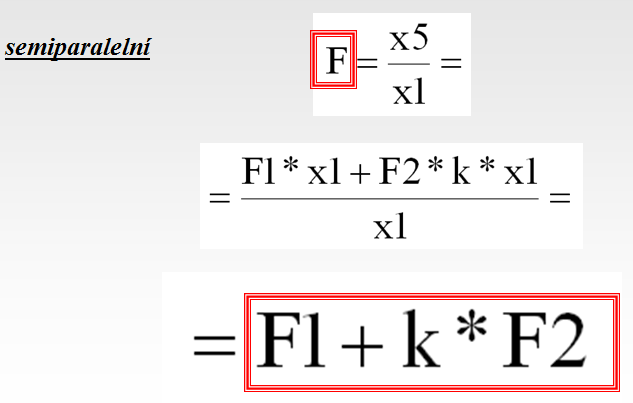 semiparalelní
F = x5 / x1 =
= F1 * x1 + F2 * k * x1 / x1 =
= F1 + k * F2